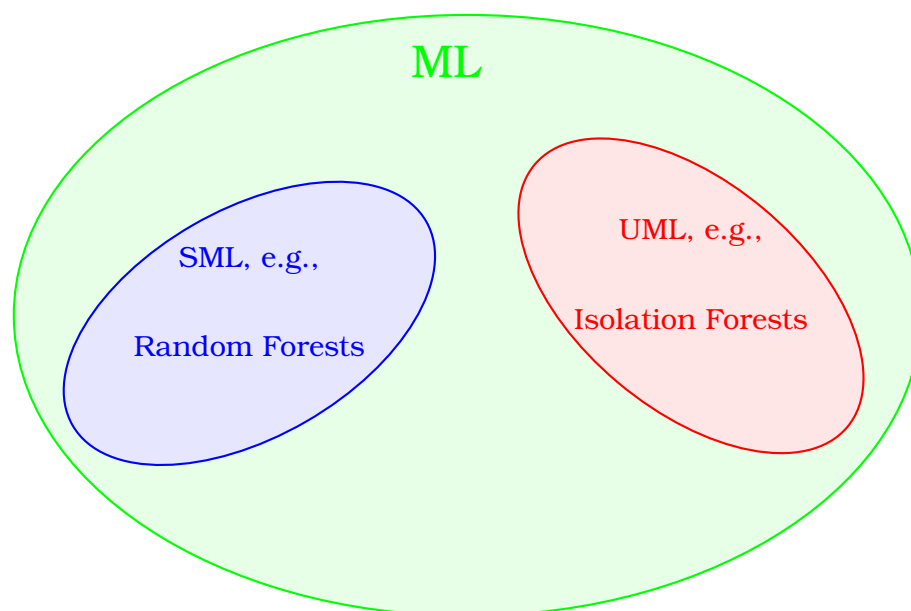 ML
SML, e.g.,
Random Forests
UML, e.g.,
Isolation Forests